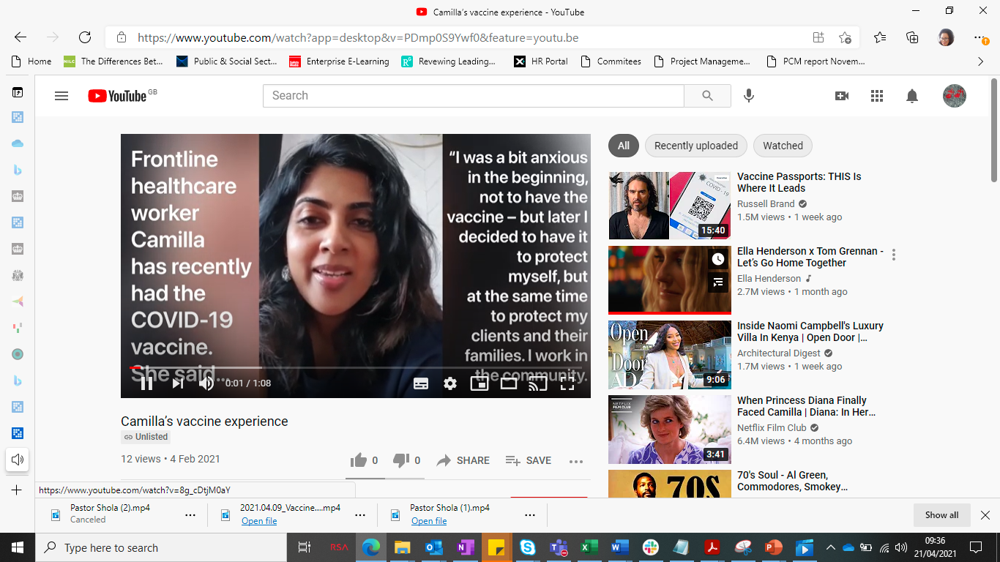 Camilla's vaccine experience - YouTube
https://www.youtube.com/watch?app=desktop&v=PDmp0S9Ywf0&feature=youtu.be
Home
The Differences Bet...
Public & Social Sect...
Enterprise E-Learning
Revewing Leading...
HR Portal
Commitees
Project Manageme...
PCM report Novem...
YouTube GB
Search
Frontline
healthcare
worker
Camilla
has recently
had the
COVID-19
vaccine.
She said...
“I was a bit anxious
in the beginning,
not to have the
vaccine – but later I
decided to have it
to protect
myself, but
at the same time
to protect my
clients and their
families. I work in
the community.
0:01 / 1:08
Camilla’s vaccine experience
Unlisted
12 views • 4 Feb 2021
0
0
SHARE
SAVE
All
Recently uploaded
Watched
COVID-19
15:40
Vaccine Passports: THIS Is
Where It Leads
Russell Brand
1.5M views • 1 week ago
Ella Henderson x Tom Grennan -
Let’s Go Home Together
Ella Henderson
2.7M views • 1 month ago
Open
Door
AD
9:06
Inside Naomi Campbell's Luxury
Villa In Kenya | Open Door |...
Architectural Digest
1.7M views • 1 week ago
NETFLIX
FILM CLUB
3:41
When Princess Diana Finally
Faced Camilla | Diana: In Her...
Netflix Film Club
6.4M views • 4 months ago
70S
70's Soul - Al Green,
Commodores, Smokey...
https://www.youtube.com/watch?v=8g_cDtjM0aY
Pastor Shola (2).mp4
Canceled
2021.04.09_Vaccine....mp4
Open file
Pastor Shola (1).mp4
Open file
Show all
Type here to search
RSA
09:36
21/04/2021